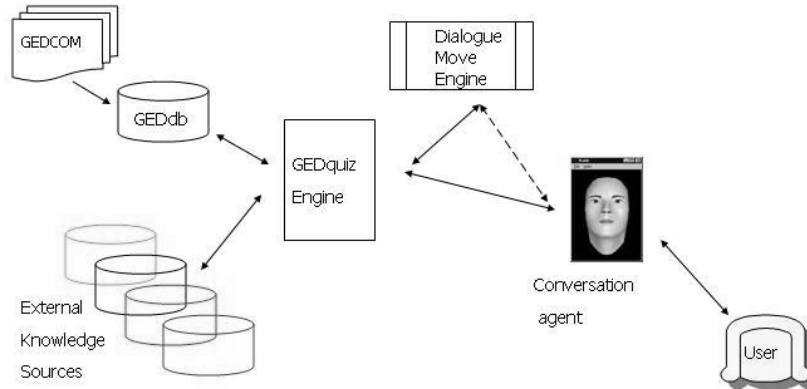 GEDCOM
GEDdb
GEDquiz
Engine
Dialogue
Move
Engine
External
Knowledge
Sources
Conversation
agent
User